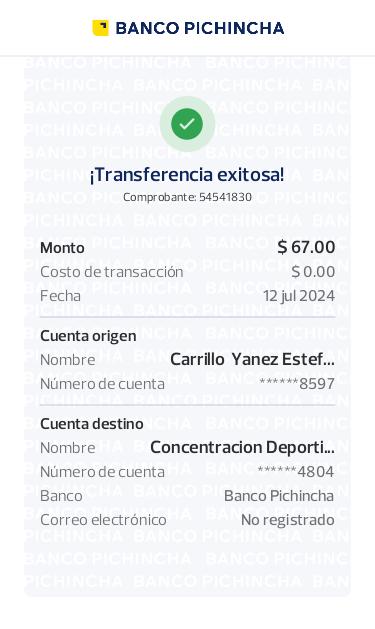 BANCO PICHINCHA
¡Transferencia exitosa!
Comprobante: 54541830
Monto $ 67.00
Costo de transacción $ 0.00
Fecha 12 jul 2024
Cuenta origen
Nombre Carrillo Yanez Estef...
Número de cuenta ******8597
Cuenta destino
Nombre Concentracion Deporti...
Número de cuenta ******4804
Banco Banco Pichincha
Correo electrónico No registrado